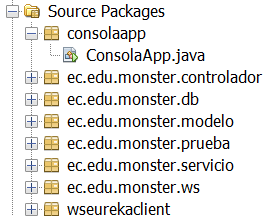 Source Packages
consolaapp
ConsolaApp.java
ec.edu.monster.controlador
ec.edu.monster.db
ec.edu.monster.modelo
ec.edu.monster.prueba
ec.edu.monster.servicio
ec.edu.monster.ws
wseurekaclient